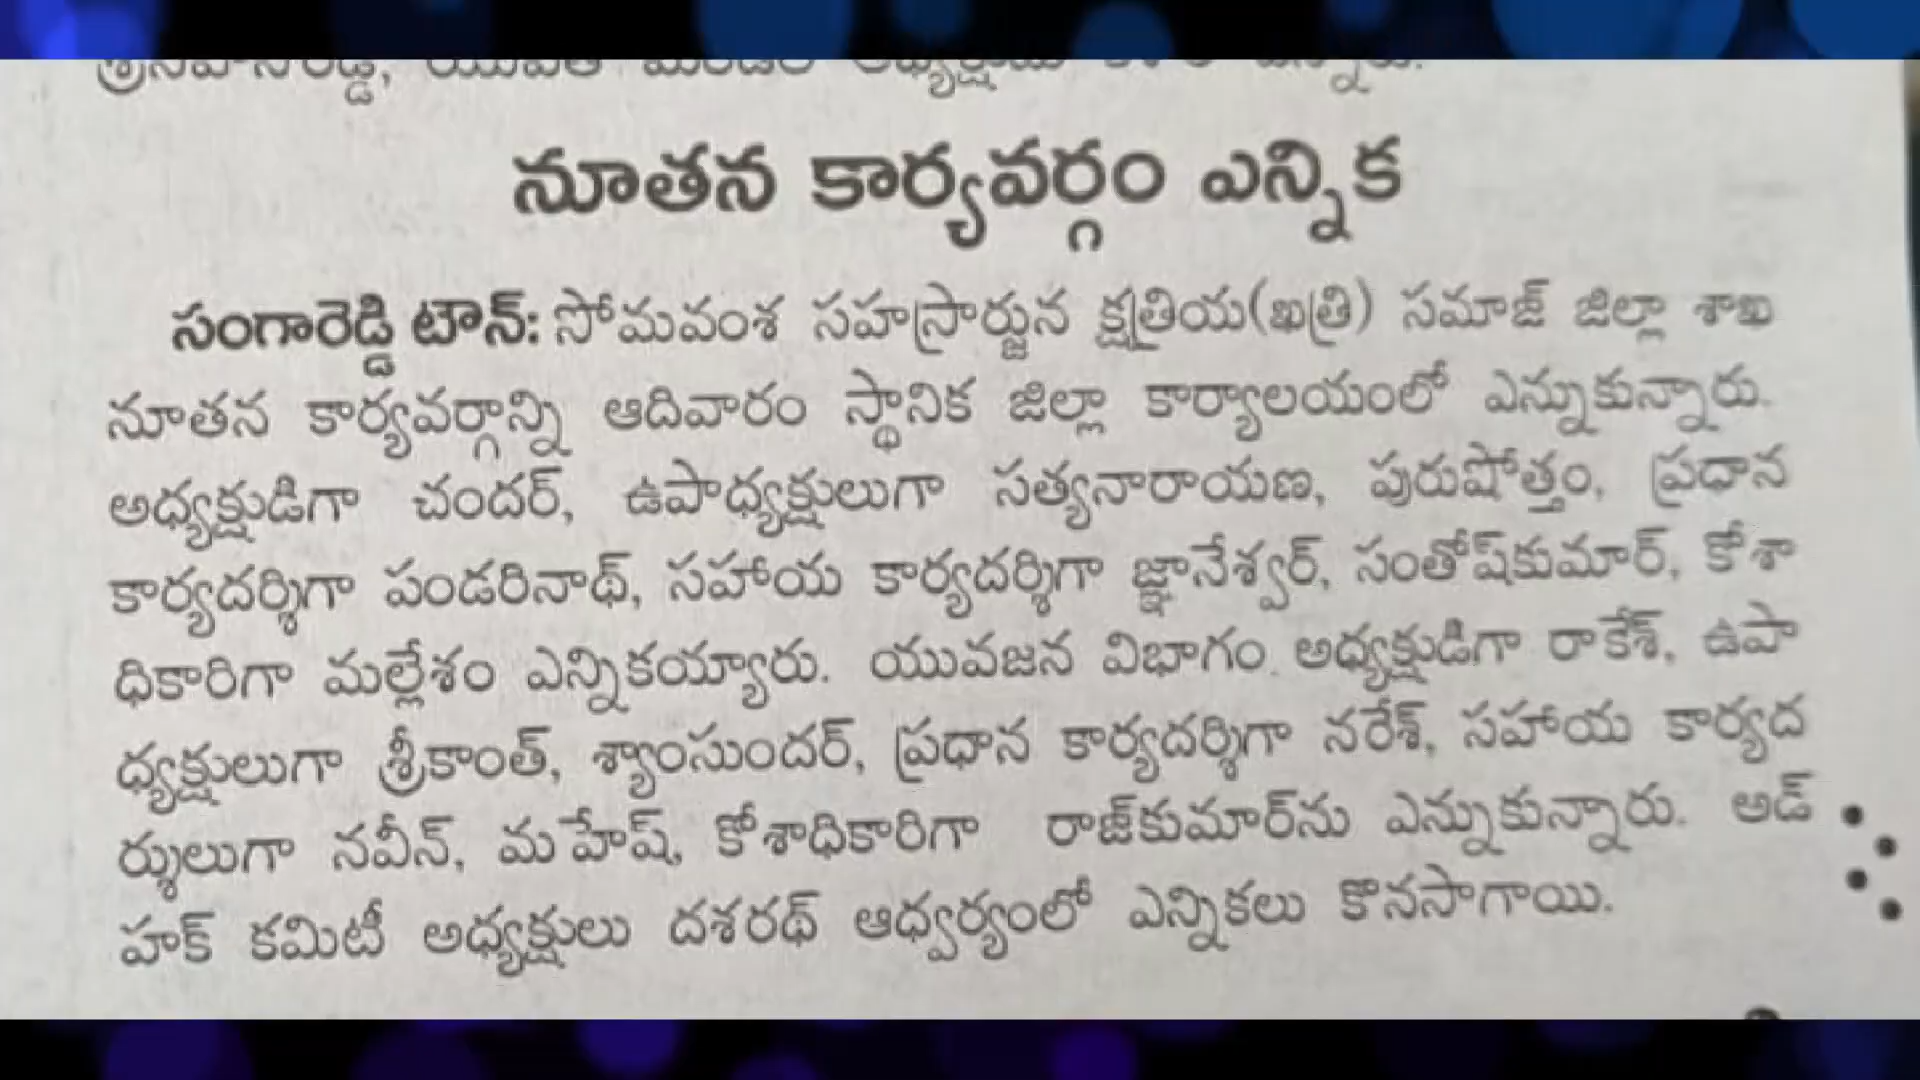 నూతన కార్యవర్గం ఎన్నిక
సంగారెడ్డి టౌన్: సోమవంశ సహస్రార్జున క్షత్రియ(ఖత్రి) సమాజ్ జిల్లా శాఖ
నూతన కార్యవర్గాన్ని ఆదివారం స్థానిక జిల్లా కార్యాలయంలో ఎన్నుకున్నారు.
అధ్యక్షుడిగా చందర్, ఉపాధ్యక్షులుగా సత్యనారాయణ, పురుషోత్తం, ప్రధాన
కార్యదర్శిగా పండరినాథ్, సహాయ కార్యదర్శిగా జ్ఞానేశ్వర్, సంతోష్‌కుమార్, కోశా
ధికారిగా మల్లేశం ఎన్నికయ్యారు. యువజన విభాగం అధ్యక్షుడిగా రాకేశ్, ఉపా
ధ్యక్షులుగా శ్రీకాంత్, శ్యాంసుందర్, ప్రధాన కార్యదర్శిగా నరేశ్, సహాయ కార్యద
ర్శులుగా నవీన్, మహేష్, కోశాధికారిగా రాజ్‌కుమార్‌ను ఎన్నుకున్నారు. అడ్
హక్ కమిటీ అధ్యక్షులు దశరథ్ ఆధ్వర్యంలో ఎన్నికలు కొనసాగాయి.